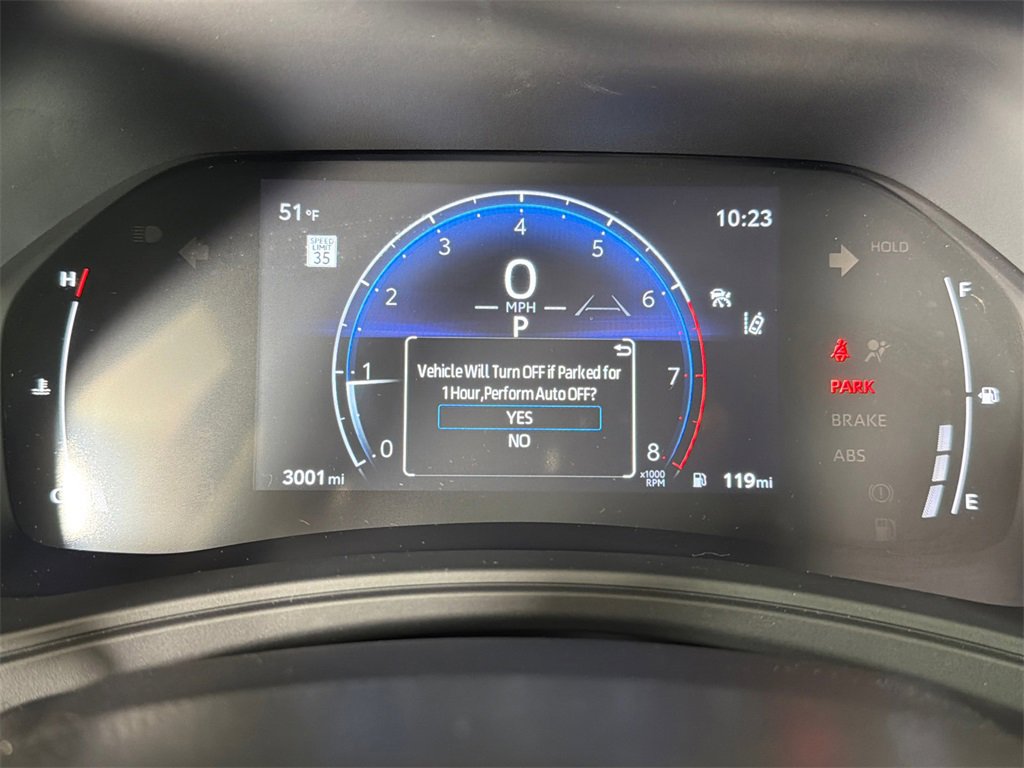 51°F
10:23
SPEED
LIMIT
35
HOLD
H
F
0
MPH
P
0
1
2
3
4
5
6
7
8
x1000
RPM
Vehicle Will Turn OFF if Parked for
1 Hour,Perform Auto OFF?
YES
NO
PARK
BRAKE
ABS
3001 mi
119mi
C
E